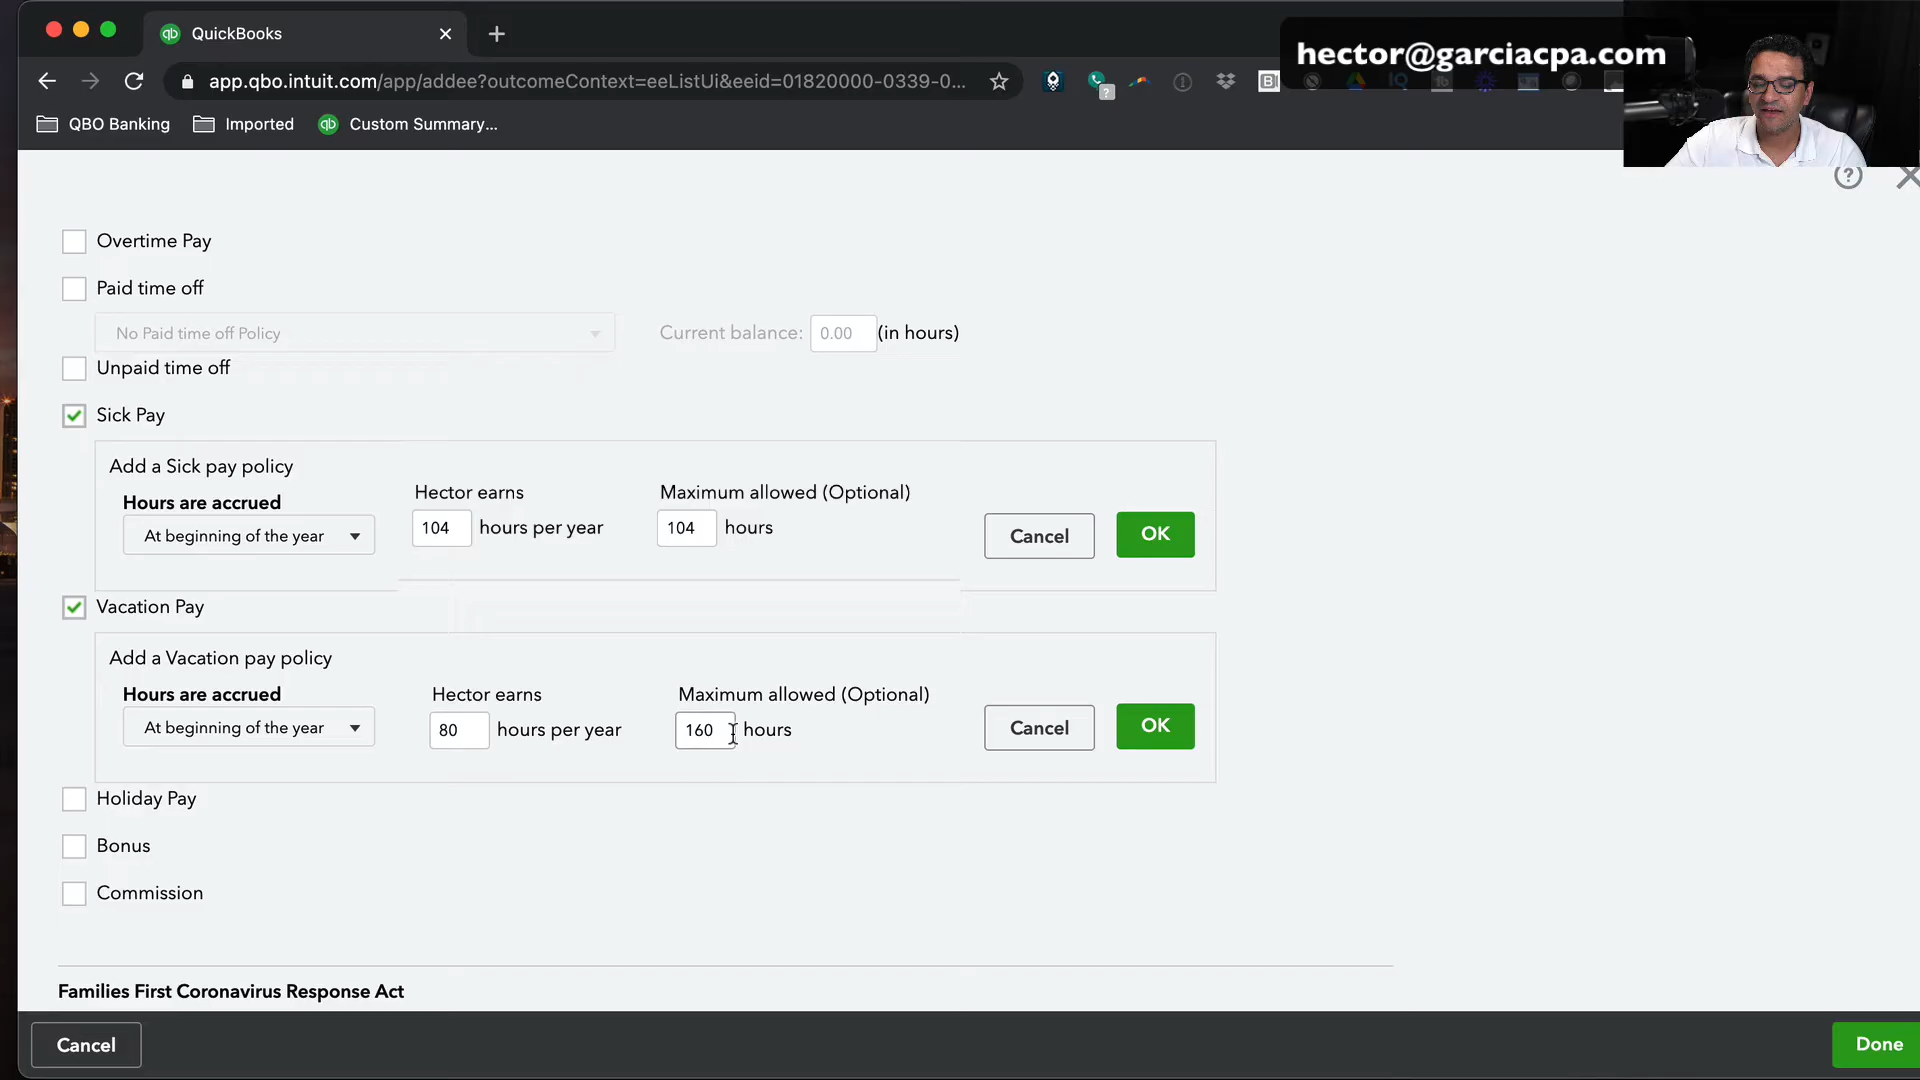 QuickBooks
hector@garciacpa.com
app.qbo.intuit.com/app/addee?outcomeContext=eeListUi&eeid=01820000-0339-0...
QBO Banking
Imported
Custom Summary...
Overtime Pay
Paid time off
No Paid time off Policy
Current balance: 0.00 (in hours)
Unpaid time off
Sick Pay
Add a Sick pay policy
Hours are accrued
Hector earns
Maximum allowed (Optional)
At beginning of the year
104 hours per year
104 hours
Cancel
OK
Vacation Pay
Add a Vacation pay policy
Hours are accrued
Hector earns
Maximum allowed (Optional)
At beginning of the year
80 hours per year
160 hours
Cancel
OK
Holiday Pay
Bonus
Commission
Families First Coronavirus Response Act
Cancel
Done